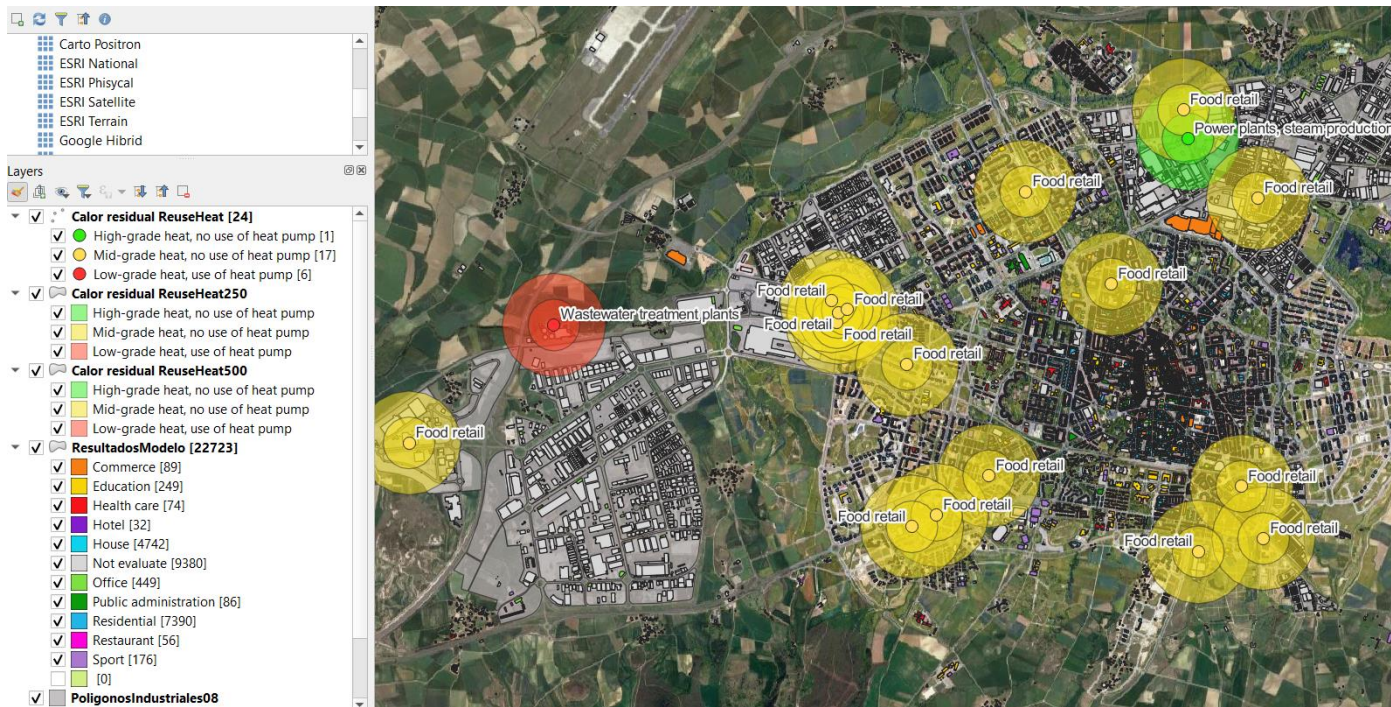 Carto Positron
ESRI National
ESRI Phisycal
ESRI Satellite
ESRI Terrain
Google Hibrid
Layers
Calor residual ReuseHeat [24]
High-grade heat, no use of heat pump [1]
Mid-grade heat, no use of heat pump [17]
Low-grade heat, use of heat pump [6]
Calor residual ReuseHeat250
High-grade heat, no use of heat pump
Mid-grade heat, no use of heat pump
Low-grade heat, use of heat pump
Calor residual ReuseHeat500
High-grade heat, no use of heat pump
Mid-grade heat, no use of heat pump
Low-grade heat, use of heat pump
ResultadosModelo [22723]
Commerce [89]
Education [249]
Health care [74]
Hotel [32]
House [4742]
Not evaluate [9380]
Office [449]
Public administration [86]
Residential [7390]
Restaurant [56]
Sport [176]
[0]
PoligonosIndustriales08
Food retail
Power plants, steam production
Food retail
Food retail
Food retail
Food retail
Food retail
Wastewater treatment plants
Food retail
Food retail
Food retail
Food retail
Food retail
Food retail
Food retail
Food retail
Food retail